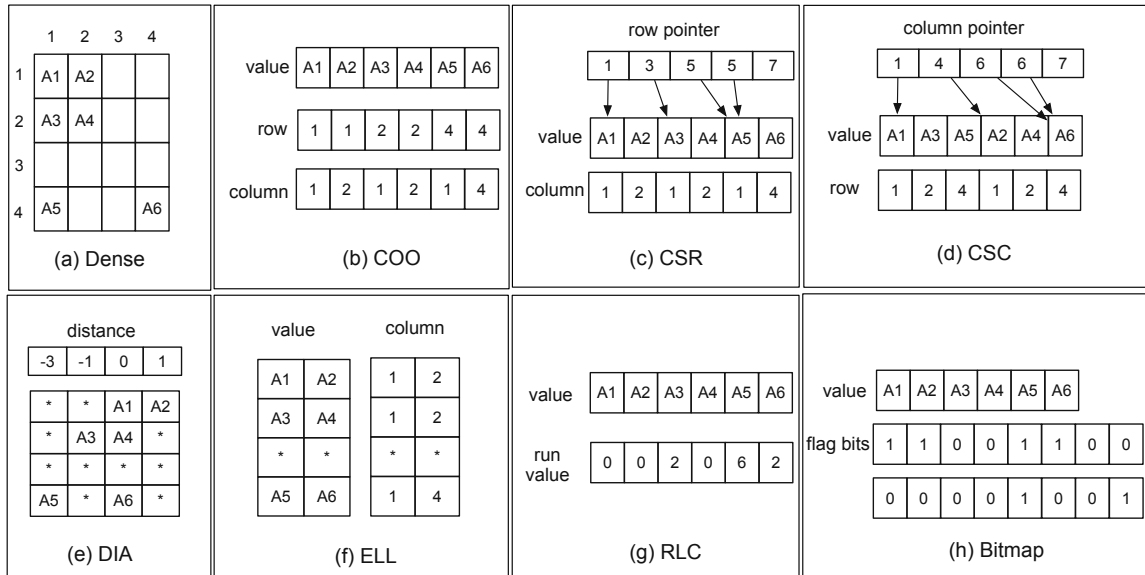 1 2 3 4
1 A1 A2
2 A3 A4
3
4 A5 A6
(a) Dense
value A1 A2 A3 A4 A5 A6
row 1 1 2 2 4 4
column 1 2 1 2 1 4
(b) COO
row pointer
1 3 5 5 7
value A1 A2 A3 A4 A5 A6
column 1 2 1 2 1 4
(c) CSR
column pointer
1 4 6 6 7
value A1 A3 A5 A2 A4 A6
row 1 2 4 1 2 4
(d) CSC
distance
-3 -1 0 1
* * A1 A2
* A3 A4 *
* * * *
A5 * A6 *
(e) DIA
value column
A1 A2 1 2
A3 A4 1 2
* * * *
A5 A6 1 4
(f) ELL
value A1 A2 A3 A4 A5 A6
run value 0 0 2 0 6 2
(g) RLC
value A1 A2 A3 A4 A5 A6
flag bits 1 1 0 0 1 1 0 0
0 0 0 0 1 0 0 1
(h) Bitmap